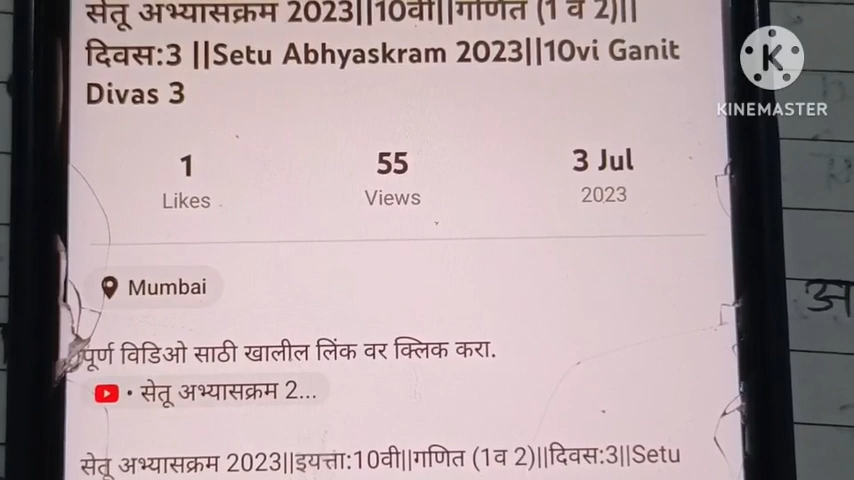 सेतू अभ्यासक्रम 2023||10वी||गणित (1 व 2)||
दिवस:3 ||Setu Abhyaskram 2023||10vi Ganit
Divas 3
K
KINEMASTER
1
Likes
55
Views
3 Jul
2023
Mumbai
पूर्ण विडिओ साठी खालील लिंक वर क्लिक करा.
• सेतू अभ्यासक्रम 2...
सेतू अभ्यासक्रम 2023||इयत्ता:10वी||गणित (1व 2)||दिवस:3||Setu